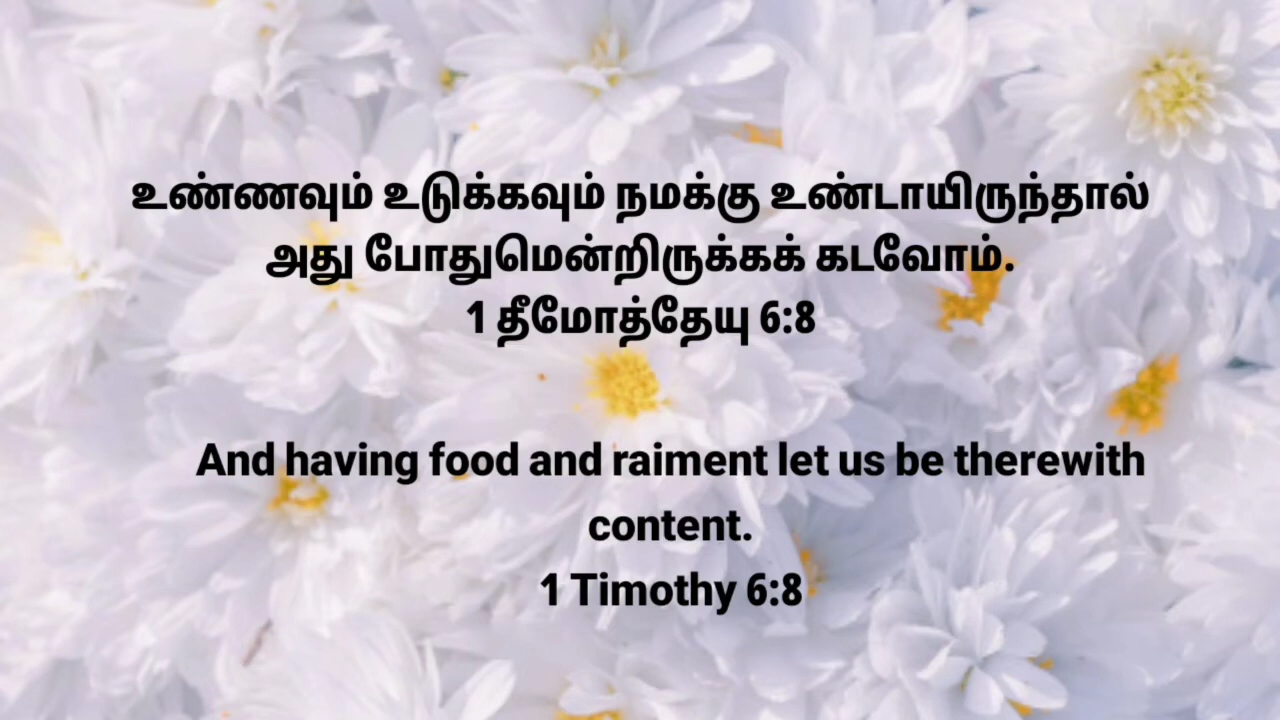 உண்ணவும் உடுக்கவும் நமக்கு உண்டாயிருந்தால்
அது போதுமென்றிருக்கக் கடவோம்.
1 தீமோத்தேயு 6:8
And having food and raiment let us be therewith
content.
1 Timothy 6:8